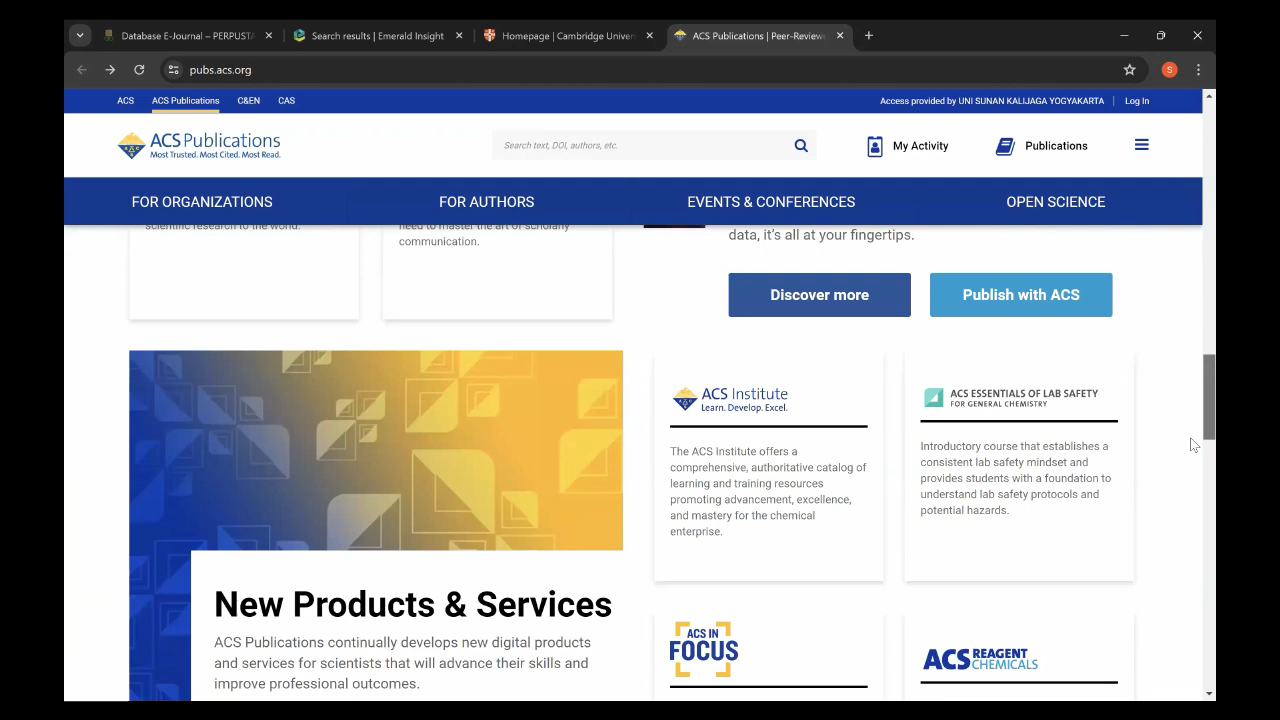 Database E-Journal – PERPUSTA
Search results | Emerald Insight
Homepage | Cambridge Univer
ACS Publications | Peer-Reviewe
pubs.acs.org
S
ACS
ACS Publications
C&EN
CAS
Access provided by UNI SUNAN KALIJAGA YOGYAKARTA
Log In
ACS Publications
Most Trusted. Most Cited. Most Read.
Search text, DOI, authors, etc.
My Activity
Publications
FOR ORGANIZATIONS
FOR AUTHORS
EVENTS & CONFERENCES
OPEN SCIENCE
scientific research to the world.
need to master the art of scholarly
communication.
data, it's all at your fingertips.
Discover more
Publish with ACS
ACS Institute
Learn. Develop. Excel.
The ACS Institute offers a
comprehensive, authoritative catalog of
learning and training resources
promoting advancement, excellence,
and mastery for the chemical
enterprise.
ACS ESSENTIALS OF LAB SAFETY
FOR GENERAL CHEMISTRY
Introductory course that establishes a
consistent lab safety mindset and
provides students with a foundation to
understand lab safety protocols and
potential hazards.
New Products & Services
ACS Publications continually develops new digital products
and services for scientists that will advance their skills and
improve professional outcomes.
ACS IN
FOCUS
ACS REAGENT
CHEMICALS